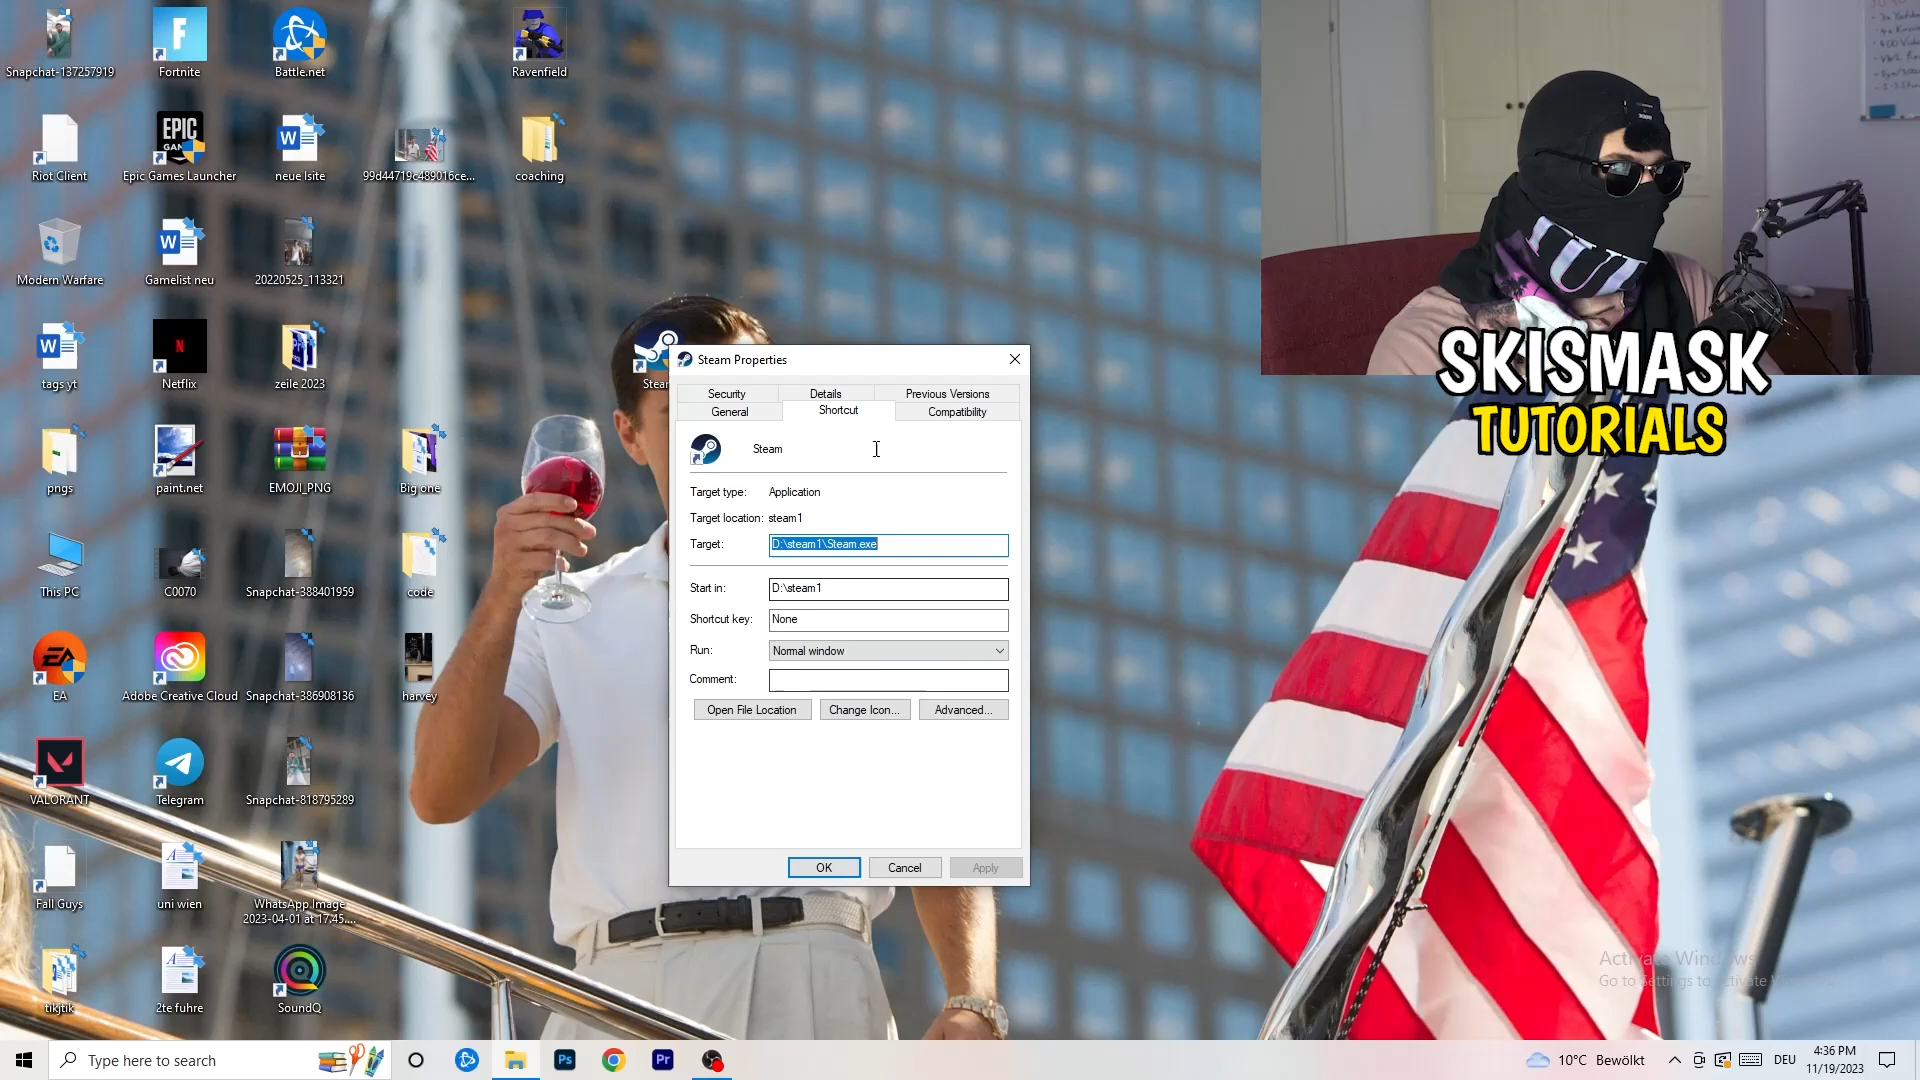 Snapchat-137257919
Fortnite
Battle.net
Ravenfield
Riot Client
EPIC
Epic Games Launcher
neue lsite
99d44719c489016ce...
coaching
Modern Warfare
Gamelist neu
20220525_113321
tags yt
N
Netflix
zeile 2023
pngs
paint.net
EMOJI_PNG
Big one
This PC
C0070
Snapchat-388401959
code
EA
EA
Adobe Creative Cloud
Snapchat-386908136
harvey
VALORANT
Telegram
Snapchat-818795289
Fall Guys
uni wien
WhatsApp Image
2023-04-01 at 17.45....
tikjtik
2te fuhre
SoundQ
Steam Properties
Security
Details
Previous Versions
General
Shortcut
Compatibility
Steam
Target type: Application
Target location: steam1
Target: D:\steam1\Steam.exe
Start in: D:\steam1
Shortcut key: None
Run: Normal window
Comment:
Open File Location
Change Icon...
Advanced...
OK
Cancel
Apply
SKISMASK
TUTORIALS
Type here to search
Ps
Pr
10°C Bewölkt
DEU
4:36 PM
11/19/2023